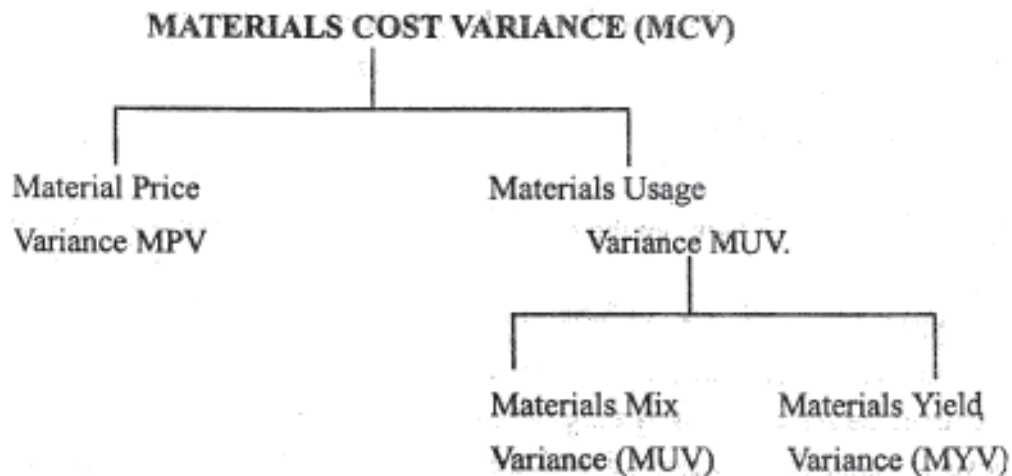 MATERIALS COST VARIANCE (MCV)
Material Price
Variance MPV
Materials Usage
Variance MUV.
Materials Mix
Variance (MUV)
Materials Yield
Variance (MYV)